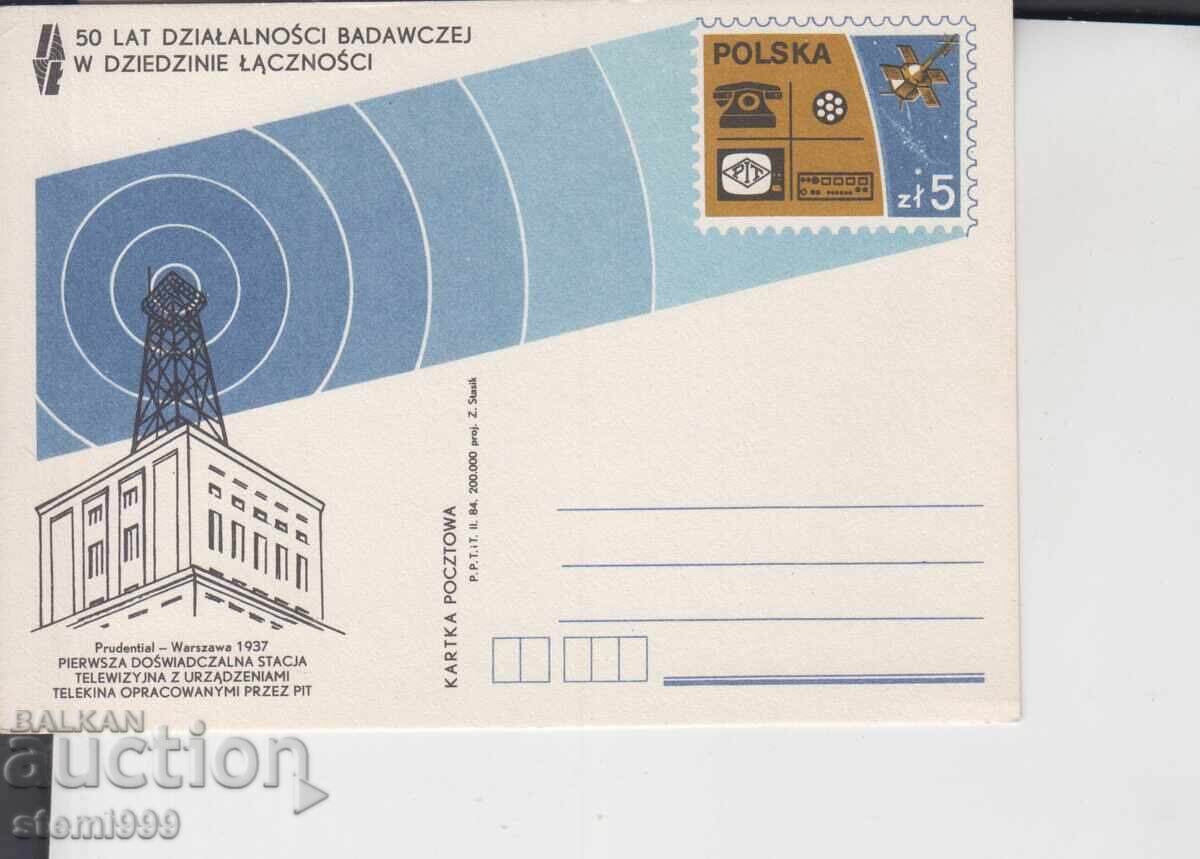 50 LAT DZIAŁALNOŚCI BADAWCZEJ
W DZIEDZINIE ŁĄCZNOŚCI
POLSKA
PIT
zł 5
Prudential – Warszawa 1937
PIERWSZA DOŚWIADCZALNA STACJA
TELEWIZYJNA Z URZĄDZENIAMI
TELEKINA OPRACOWANYMI PRZEZ PIT
KARTKA POCZTOWA
P.P.T.iT. II. 84. 200.000 proj. Z. Stasik
BALKAN
auction
stemi999